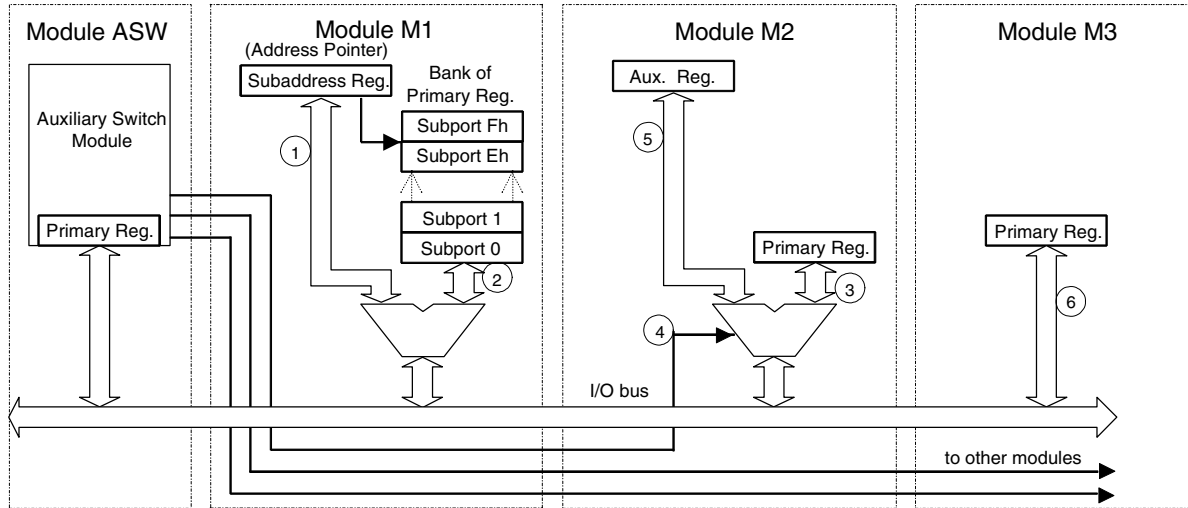 Module ASW
Auxiliary Switch
Module
Primary Reg.
Module M1
(Address Pointer)
Subaddress Reg.
Bank of
Primary Reg.
Subport Fh
Subport Eh
Subport 1
Subport 0
1
2
Module M2
Aux. Reg.
5
Primary Reg.
3
4
Module M3
Primary Reg.
6
I/O bus
to other modules